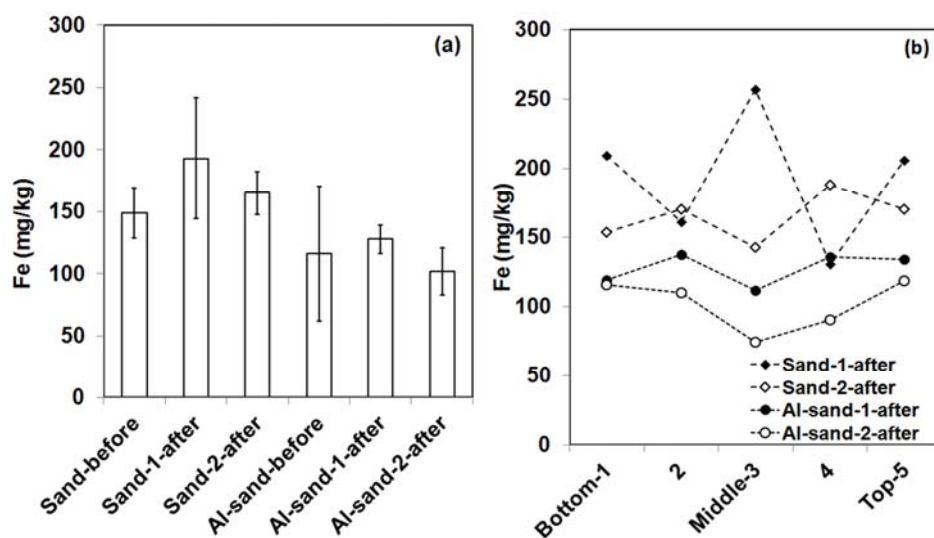 (a)
Fe (mg/kg)
300
250
200
150
100
50
0
Sand-before
Sand-1-after
Sand-2-after
Al-sand-before
Al-sand-1-after
Al-sand-2-after
(b)
Fe (mg/kg)
300
250
200
150
100
50
0
Sand-1-after
Sand-2-after
Al-sand-1-after
Al-sand-2-after
Bottom-1
2
Middle-3
4
Top-5